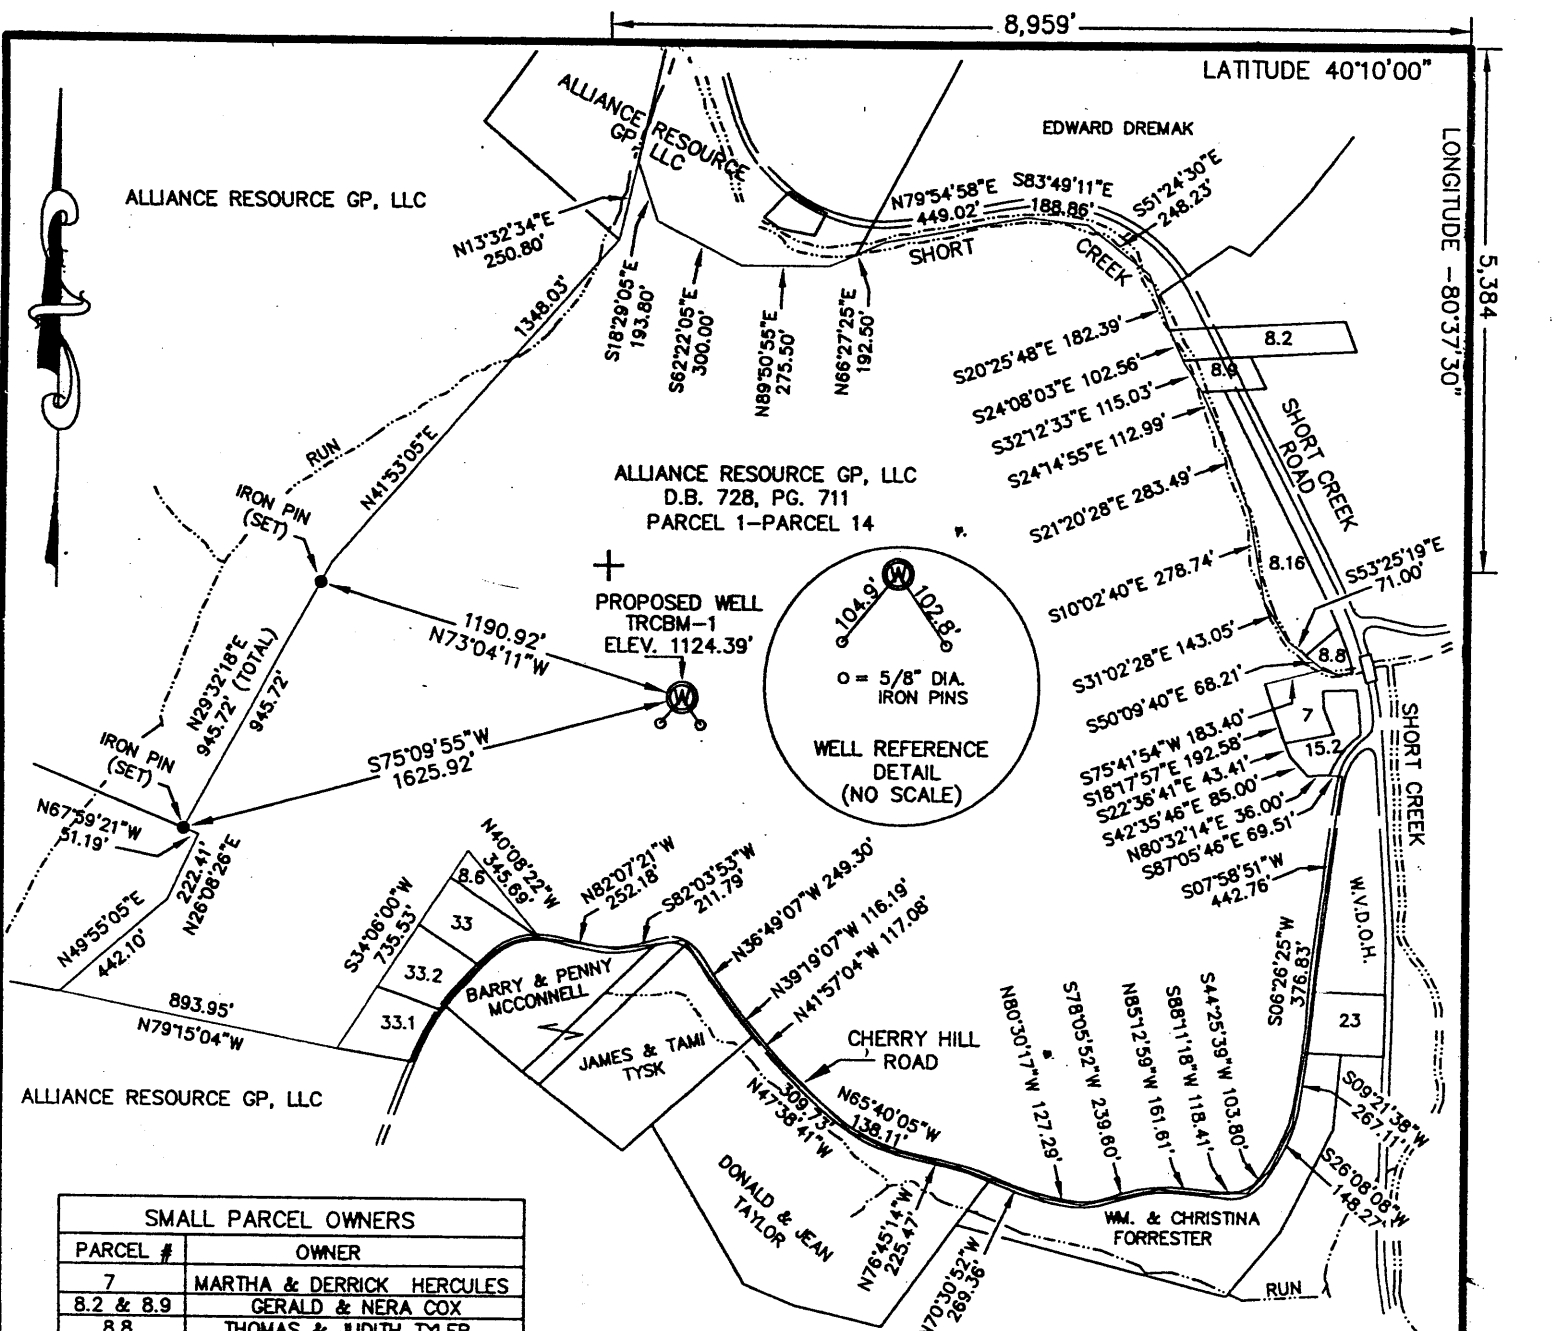 8,959'
LATITUDE 40°10'00"
LONGITUDE -80°37'30"
5,384
ALLIANCE RESOURCE GP, LLC
ALLIANCE RESOURCE
GP, LLC
EDWARD DREMAK
N13°32'34"E
250.80'
N79°54'58"E
449.02'
S83°49'11"E
188.86'
S51°24'30"E
248.23'
SHORT
CREEK
1348.03'
N41°53'05"E
S18°29'05"E
193.80'
S62°22'05"E
300.00'
N89°50'55"E
275.50'
N66°27'25"E
192.50'
S20°25'48"E 182.39'
S24°08'03"E 102.56'
S32°12'33"E 115.03'
S24°14'55"E 112.99'
S21°20'28"E 283.49'
S10°02'40"E 278.74'
S31°02'28"E 143.05'
S50°09'40"E 68.21'
8.2
8.9
SHORT CREEK
ROAD
8.16
S53°25'19"E
71.00'
8.8
RUN
IRON PIN
(SET)
ALLIANCE RESOURCE GP, LLC
D.B. 728, PG. 711
PARCEL 1-PARCEL 14
PROPOSED WELL
TRCBM-1
ELEV. 1124.39'
W
1190.92'
N73°04'11"W
S75°09'55"W
1625.92'
W
104.9'
102.8'
O = 5/8" DIA.
IRON PINS
WELL REFERENCE
DETAIL
(NO SCALE)
N29°32'18"E
945.72' (TOTAL)
945.72'
IRON PIN
(SET)
N67°59'21"W
51.19'
222.41'
N26°08'26"E
N49°55'05"E
442.10'
893.95'
N79°15'04"W
7
15.2
S75°41'54"W 183.40'
S18°17'57"E 192.58'
S22°36'41"E 43.41'
S42°35'46"E 85.00'
N80°32'14"E 36.00'
S87°05'46"E 69.51'
S07°58'51"W
442.76'
SHORT CREEK
W.V.D.O.H.
S06°26'25"W
376.83'
23
S34°06'00"W
735.53'
8.6
33
33.2
33.1
N40°08'22"W
345.69'
N82°07'21"W
252.18'
S82°03'53"W
211.79'
N36°49'07"W 249.30'
N39°19'07"W 116.19'
N41°57'04"W 117.08'
BARRY & PENNY
MCCONNELL
JAMES & TAMI
TYSK
CHERRY HILL
ROAD
309.73'
N47°38'41"W
N65°40'05"W
138.11'
N80°30'17"W 127.29'
S78°05'52"W 239.60'
N85°12'59"W 161.61'
S88°11'18"W 118.41'
S44°25'39"W 103.80'
S09°21'38"W
267.11'
S26°08'08"W
148.27'
ALLIANCE RESOURCE GP, LLC
DONALD & JEAN
TAYLOR
N76°45'14"W
225.47'
N70°30'52"W
269.36'
WM. & CHRISTINA
FORRESTER
RUN
SMALL PARCEL OWNERS
PARCEL # OWNER
7 MARTHA & DERRICK HERCULES
8.2 & 8.9 GERALD & NERA COX
8.8 THOMAS & JUDITH TYLER